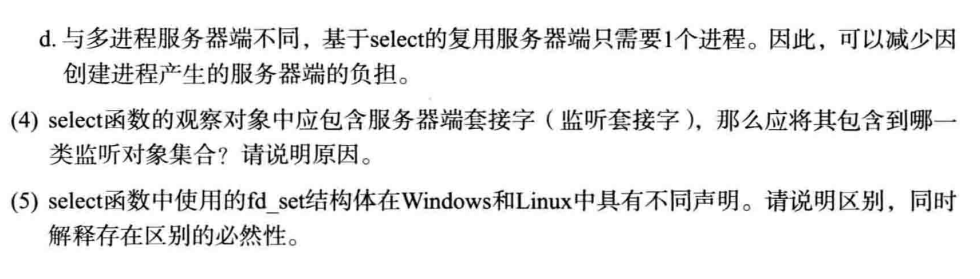 d. 与多进程服务器端不同，基于select的复用服务器端只需要1个进程。因此，可以减少因
创建进程产生的服务器端的负担。
(4) select函数的观察对象中应包含服务器端套接字（监听套接字），那么应将其包含到哪一
类监听对象集合？请说明原因。
(5) select函数中使用的fd_set结构体在Windows和Linux中具有不同声明。请说明区别，同时
解释存在区别的必然性。